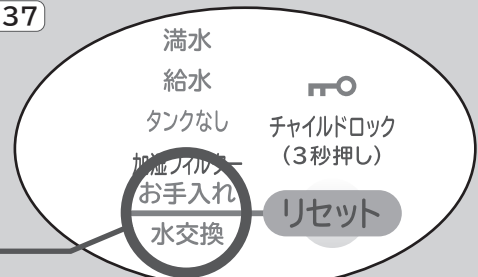 37
満水
給水
タンクなし
加湿フィルター
お手入れ
水交換
チャイルドロック
(3秒押し)
リセット